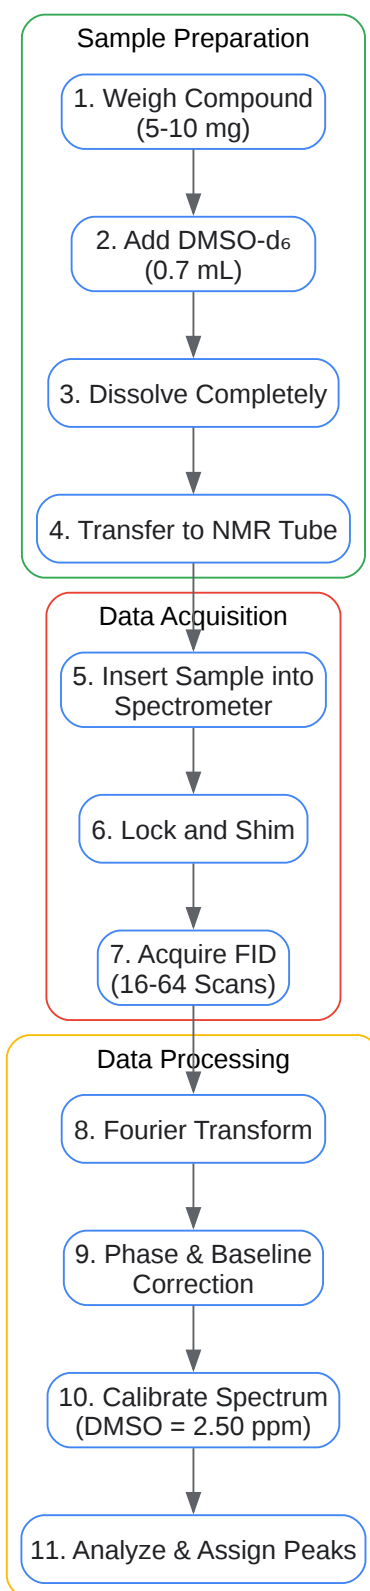 Sample Preparation
1. Weigh Compound
(5-10 mg)
2. Add DMSO-d₆
(0.7 mL)
3. Dissolve Completely
4. Transfer to NMR Tube
Data Acquisition
5. Insert Sample into
Spectrometer
6. Lock and Shim
7. Acquire FID
(16-64 Scans)
Data Processing
8. Fourier Transform
9. Phase & Baseline
Correction
10. Calibrate Spectrum
(DMSO = 2.50 ppm)
11. Analyze & Assign Peaks